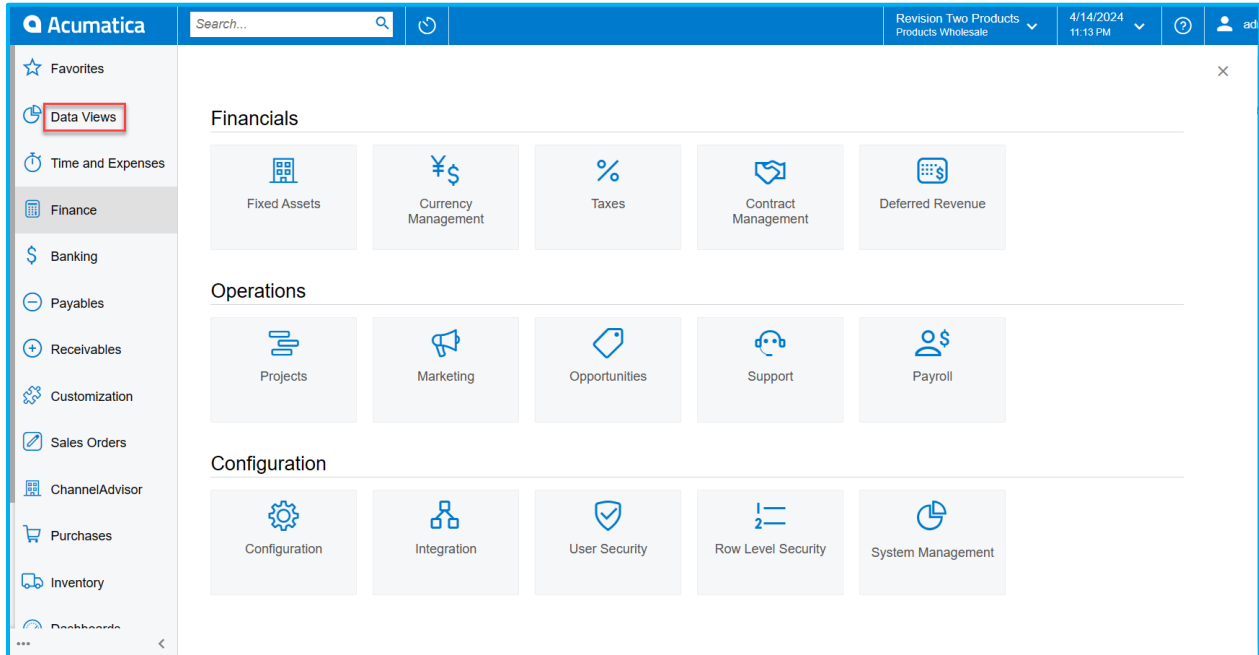 Acumatica
Search...
Revision Two Products
Products Wholesale
4/14/2024
11:13 PM
Favorites
Data Views
Time and Expenses
Finance
Banking
Payables
Receivables
Customization
Sales Orders
ChannelAdvisor
Purchases
Inventory
Dashboards
Financials
Fixed Assets
Currency
Management
Taxes
Contract
Management
Deferred Revenue
Operations
Projects
Marketing
Opportunities
Support
Payroll
Configuration
Configuration
Integration
User Security
Row Level Security
System Management